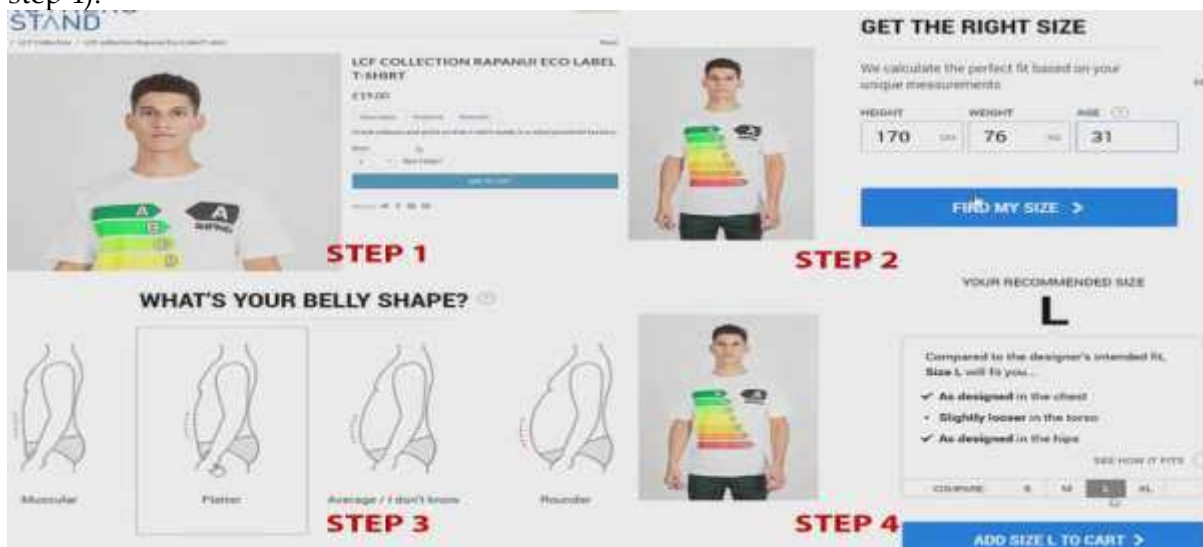 step 4).
STAND
LCF COLLECTION RAPANUI ECO LABEL
T-SHIRT
£19.00
ADD TO CART
A
A
B
STEP 1
GET THE RIGHT SIZE
We calculate the perfect fit based on your
unique measurements
HEIGHT WEIGHT AGE
170 76 31
FIND MY SIZE >
STEP 2
WHAT'S YOUR BELLY SHAPE?
Muscular Flatter Average / I don't know Rounder
STEP 3
YOUR RECOMMENDED SIZE
L
Compared to the designer's intended fit,
Size L will fit you...
✓ As designed in the chest
• Slightly looser in the torso
✓ As designed in the hips
SEE HOW IT FITS
COMPARE S M L XL
ADD SIZE L TO CART >
STEP 4